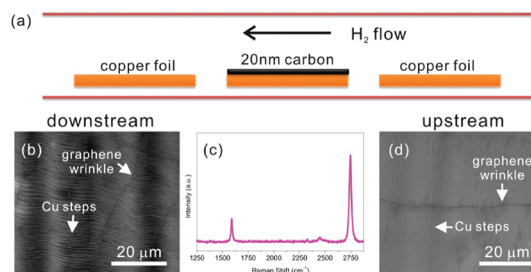 (a)
H2 flow
copper foil
20nm carbon
copper foil
downstream
upstream
(b)
graphene
wrinkle
Cu steps
20 μm
(c)
Intensity (a.u.)
1250 1500 1750 2000 2250 2500 2750
Raman Shift (cm-1)
(d)
graphene
wrinkle
Cu steps
20 μm